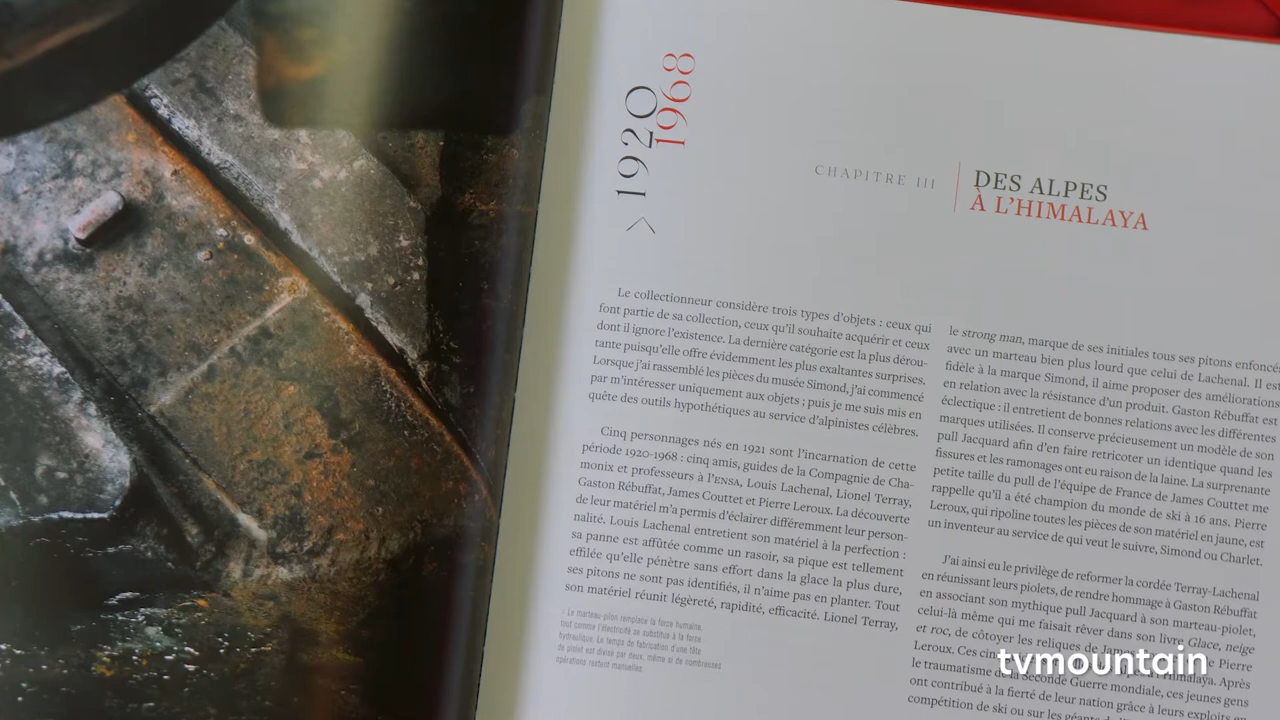 > 1920
1968
CHAPITRE III
DES ALPES
À L'HIMALAYA
Le collectionneur considère trois types d'objets : ceux qui
font partie de sa collection, ceux qu'il souhaite acquérir et ceux
dont il ignore l'existence. La dernière catégorie est la plus dérou-
tante puisqu'elle offre évidemment les plus exaltantes surprises.
Lorsque j'ai rassemblé les pièces du musée Simond, j'ai commencé
par m'intéresser uniquement aux objets ; puis je me suis mis en
quête des outils hypothétiques au service d'alpinistes célèbres.
Cinq personnages nés en 1921 sont l'incarnation de cette
période 1920-1968 : cinq amis, guides de la Compagnie de Cha-
monix et professeurs à l'ENSA, Louis Lachenal, Lionel Terray,
Gaston Rébuffat, James Couttet et Pierre Leroux. La découverte
de leur matériel m'a permis d'éclairer différemment leur person-
nalité. Louis Lachenal entretient son matériel à la perfection :
sa panne est affûtée comme un rasoir, sa pique est tellement
effilée qu'elle pénètre sans effort dans la glace la plus dure,
ses pitons ne sont pas identifiés, il n'aime pas en planter. Tout
son matériel réunit légèreté, rapidité, efficacité. Lionel Terray,
< Le marteau-pilon remplace la force humaine,
tout comme l'électricité se substitue à la force
hydraulique. Le temps de fabrication d'une tête
de piolet est divisé par deux, même si de nombreuses
opérations restent manuelles.
le strong man, marque de ses initiales tous ses pitons enfoncés
avec un marteau bien plus lourd que celui de Lachenal. Il est
fidèle à la marque Simond, il aime proposer des améliorations
en relation avec la résistance d'un produit. Gaston Rébuffat est
éclectique : il entretient de bonnes relations avec les différentes
marques utilisées. Il conserve précieusement un modèle de son
pull Jacquard afin d'en faire retricoter un identique quand les
fissures et les ramonages ont eu raison de la laine. La surprenante
petite taille du pull de l'équipe de France de James Couttet me
rappelle qu'il a été champion du monde de ski à 16 ans. Pierre
Leroux, qui ripoline toutes les pièces de son matériel en jaune, est
un inventeur au service de qui veut le suivre, Simond ou Charlet.
J'ai ainsi eu le privilège de reformer la cordée Terray-Lachenal
en réunissant leurs piolets, de rendre hommage à Gaston Rébuffat
en associant son mythique pull Jacquard à son marteau-piolet,
celui-là même qui me faisait rêver dans son livre Glace, neige
et roc, de côtoyer les reliques de James Pierre
Leroux. Ces Himalaya. Après
le traumatisme de la Seconde Guerre mondiale, ces jeunes gens
ont contribué à la fierté de leur nation grâce à leurs exploits en
compétition de ski ou sur les géants
tvmountain